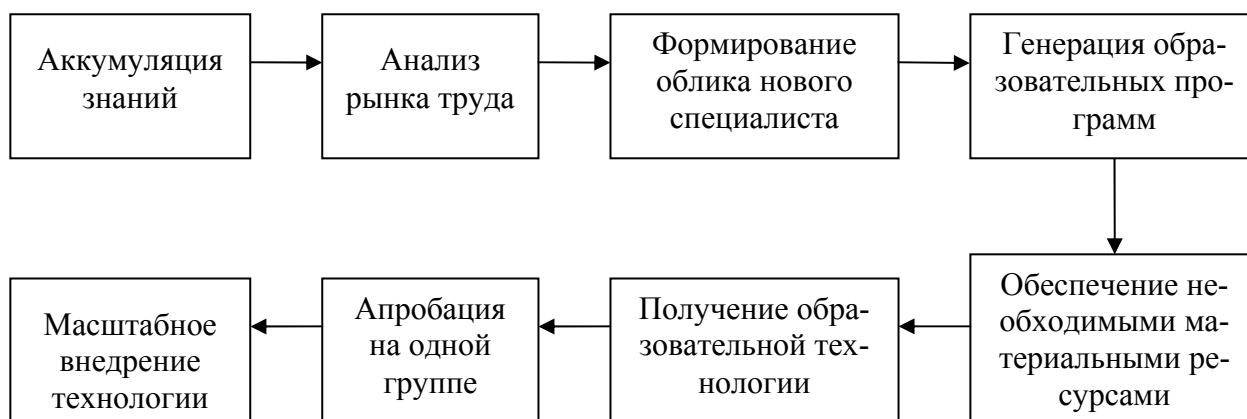 Аккумуляция
знаний
Анализ
рынка труда
Формирование
облика нового
специалиста
Генерация обра-
зовательных про-
грамм
Обеспечение не-
обходимыми ма-
териальными ре-
сурсами
Получение обра-
зовательной тех-
нологии
Апробация
на одной
группе
Масштабное
внедрение
технологии